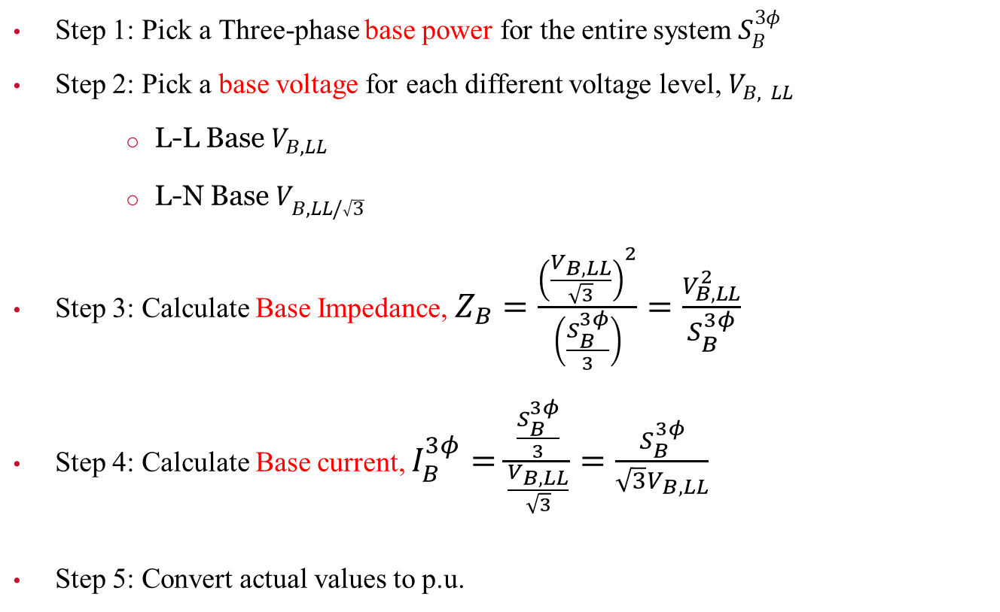 • Step 1: Pick a Three-phase base power for the entire system $S_B^{3\phi}$
• Step 2: Pick a base voltage for each different voltage level, $V_{B,\ LL}$
○ L-L Base $V_{B,LL}$
○ L-N Base $V_{B,LL/\sqrt{3}}$
• Step 3: Calculate Base Impedance, $Z_B = \frac{\left(\frac{V_{B,LL}}{\sqrt{3}}\right)^2}{\left(\frac{S_B^{3\phi}}{3}\right)} = \frac{V_{B,LL}^2}{S_B^{3\phi}}$
• Step 4: Calculate Base current, $I_B^{3\phi} = \frac{\frac{S_B^{3\phi}}{3}}{\frac{V_{B,LL}}{\sqrt{3}}} = \frac{S_B^{3\phi}}{\sqrt{3}V_{B,LL}}$
• Step 5: Convert actual values to p.u.